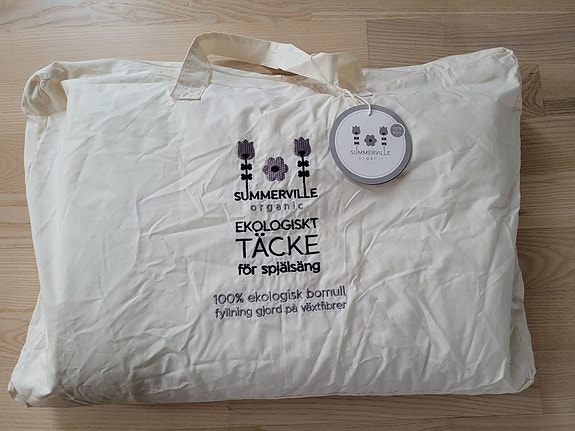 SUMMERVILLE
organic
SUMMERVILLE
organic
EKOLOGISKT
TÄCKE
för spjälsäng
100% ekologisk bomull
fyllning gjord på växtfibrer